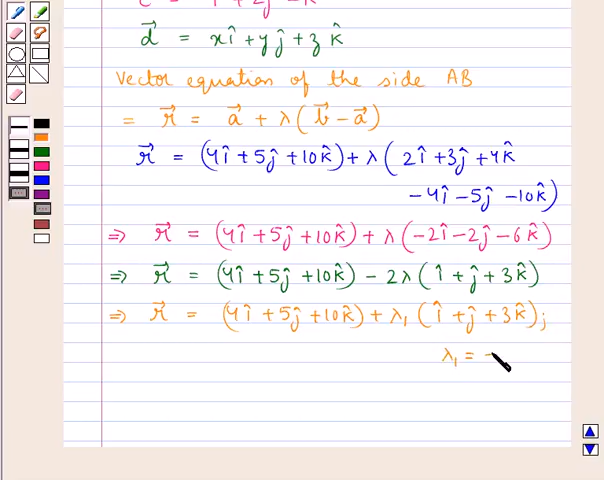 c⃗ = î + 2ĵ - k̂
d⃗ = xî + yĵ + zk̂
Vector equation of the side AB
= r⃗ = a⃗ + λ(b⃗ - a⃗)
r⃗ = (4î + 5ĵ + 10k̂) + λ(2î + 3ĵ + 4k̂
- 4î - 5ĵ - 10k̂)
⇒ r⃗ = (4î + 5ĵ + 10k̂) + λ(-2î - 2ĵ - 6k̂)
⇒ r⃗ = (4î + 5ĵ + 10k̂) - 2λ(î + ĵ + 3k̂)
⇒ r⃗ = (4î + 5ĵ + 10k̂) + λ₁(î + ĵ + 3k̂);
λ₁ = -